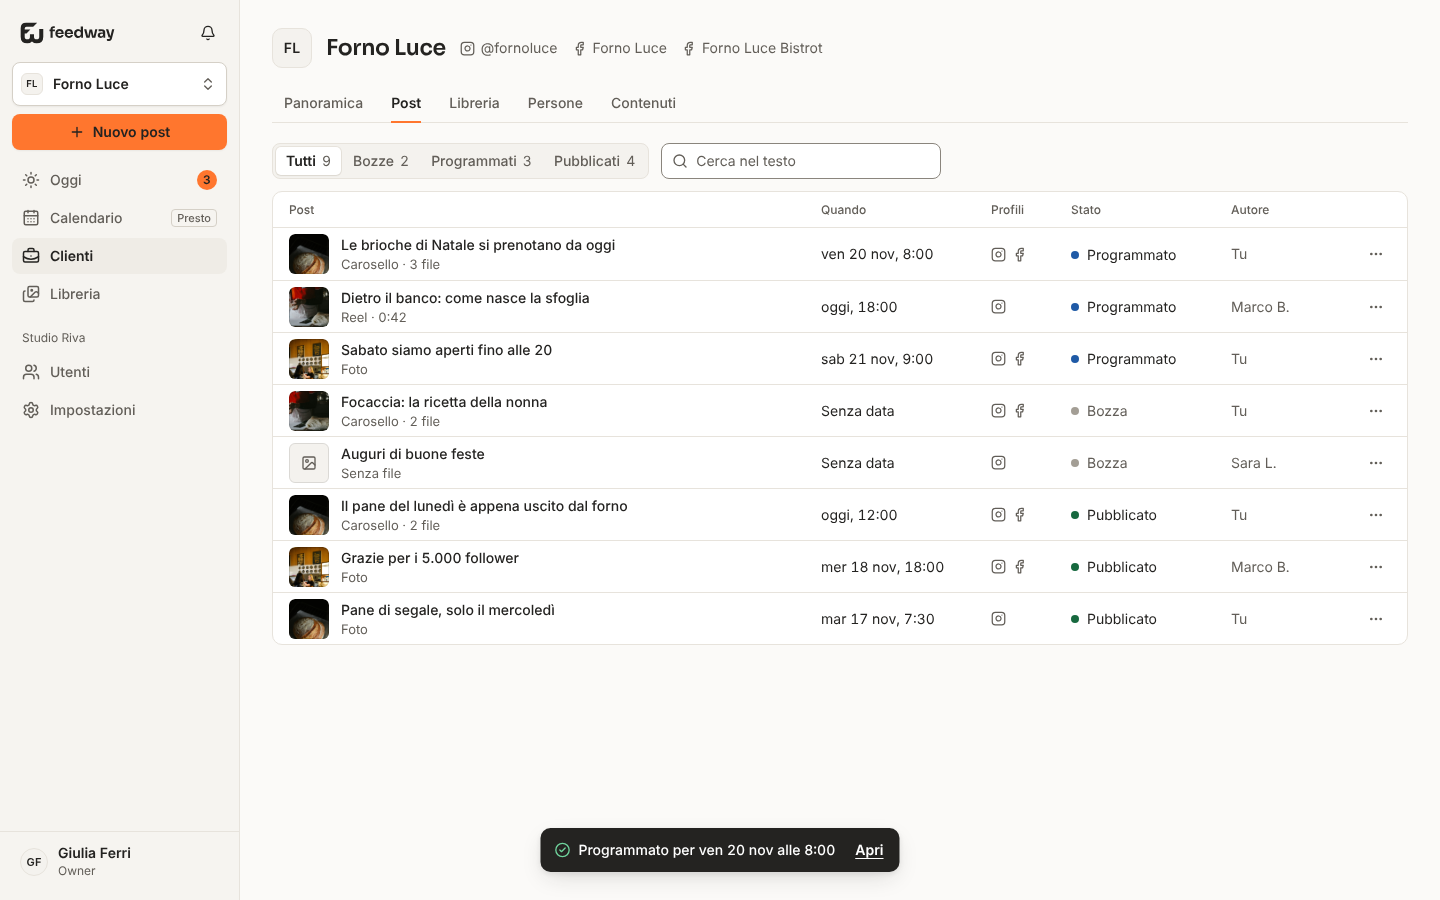 feedway
FL Forno Luce
+ Nuovo post
Oggi 3
Calendario Presto
Clienti
Libreria
Studio Riva
Utenti
Impostazioni
GF Giulia Ferri
Owner
FL Forno Luce @fornoluce Forno Luce Forno Luce Bistrot
Panoramica Post Libreria Persone Contenuti
Tutti 9 Bozze 2 Programmati 3 Pubblicati 4 Cerca nel testo
Post Quando Profili Stato Autore
Le brioche di Natale si prenotano da oggi
Carosello · 3 file
ven 20 nov, 8:00 Programmato Tu
Dietro il banco: come nasce la sfoglia
Reel · 0:42
oggi, 18:00 Programmato Marco B.
Sabato siamo aperti fino alle 20
Foto
sab 21 nov, 9:00 Programmato Tu
Focaccia: la ricetta della nonna
Carosello · 2 file
Senza data Bozza Tu
Auguri di buone feste
Senza file
Senza data Bozza Sara L.
Il pane del lunedì è appena uscito dal forno
Carosello · 2 file
oggi, 12:00 Pubblicato Tu
Grazie per i 5.000 follower
Foto
mer 18 nov, 18:00 Pubblicato Marco B.
Pane di segale, solo il mercoledì
Foto
mar 17 nov, 7:30 Pubblicato Tu
Programmato per ven 20 nov alle 8:00 Apri